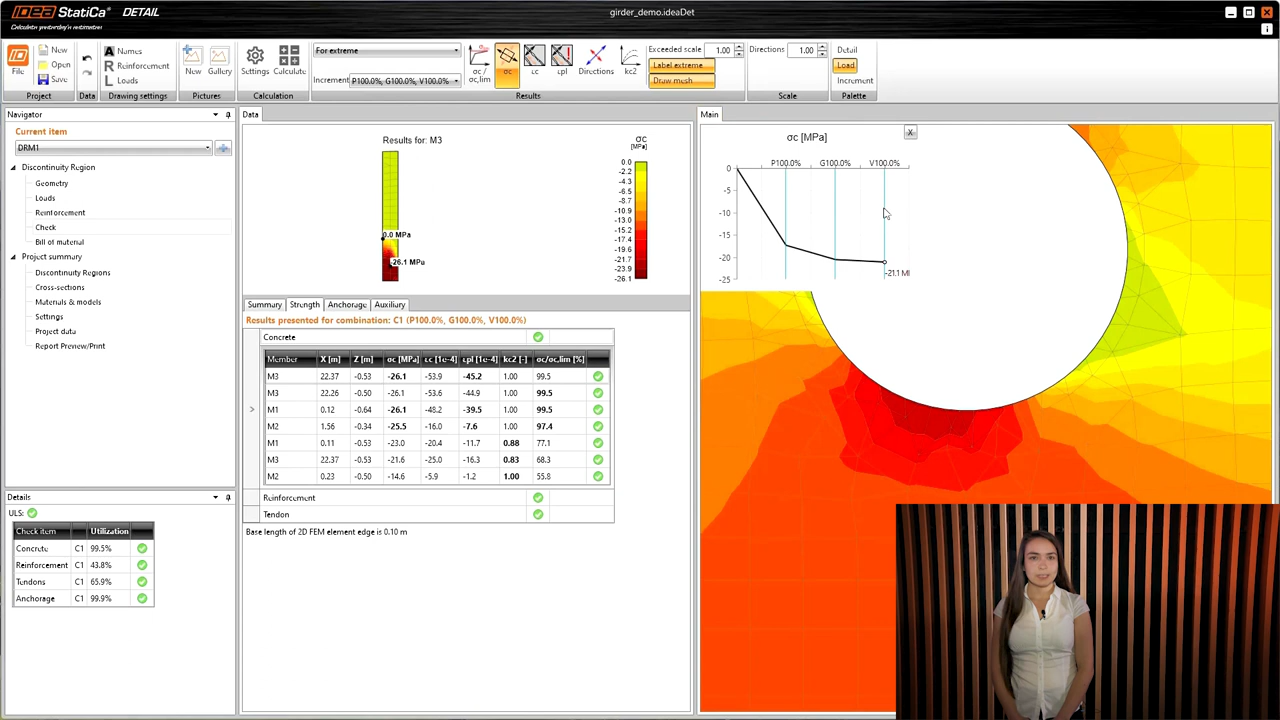 IDEA StatiCa® DETAIL
Calculate yesterday's estimates
girder_demo.ideaDet
File
New
Open
Save
Project
Data
Names
Reinforcement
Loads
Drawing settings
New
Gallery
Pictures
Settings
Calculate
Calculation
For extreme
Increment P100.0%, G100.0%, V100.0%
σc / σc,lim
σc
εc
εpl
Directions
kc2
Exceeded scale 1.00
Label extreme
Draw mesh
Results
Directions 1.00
Scale
Detail
Load
Increment
Palette
Navigator
Current item
DRM1
Discontinuity Region
Geometry
Loads
Reinforcement
Check
Bill of material
Project summary
Discontinuity Regions
Cross-sections
Materials & models
Settings
Project data
Report Preview/Print
Details
ULS:
Check item Utilization
Concrete C1 99.5%
Reinforcement C1 43.8%
Tendons C1 65.9%
Anchorage C1 99.9%
Data
Results for: M3
0.0 MPa
-26.1 MPa
σc
[MPa]
0.0
-2.2
-4.3
-6.5
-8.7
-10.9
-13.0
-15.2
-17.4
-19.6
-21.7
-23.9
-26.1
Summary Strength Anchorage Auxiliary
Results presented for combination: C1 (P100.0%, G100.0%, V100.0%)
Concrete
Member X [m] Z [m] σc [MPa] εc [1e-4] εpl [1e-4] kc2 [-] σc/σc,lim [%]
M3 22.37 -0.53 -26.1 -53.9 -45.2 1.00 99.5
M3 22.26 -0.50 -26.1 -53.6 -44.9 1.00 99.5
M1 0.12 -0.64 -26.1 -48.2 -39.5 1.00 99.5
M2 1.56 -0.34 -25.5 -16.0 -7.6 1.00 97.4
M1 0.11 -0.53 -23.0 -20.4 -11.7 0.88 77.1
M3 22.37 -0.53 -21.6 -25.0 -16.3 0.83 68.3
M2 0.23 -0.50 -14.6 -5.9 -1.2 1.00 55.8
Reinforcement
Tendon
Base length of 2D FEM element edge is 0.10 m
Main
σc [MPa]
X
P100.0% G100.0% V100.0%
0
-5
-10
-15
-20
-25
-21.1 M